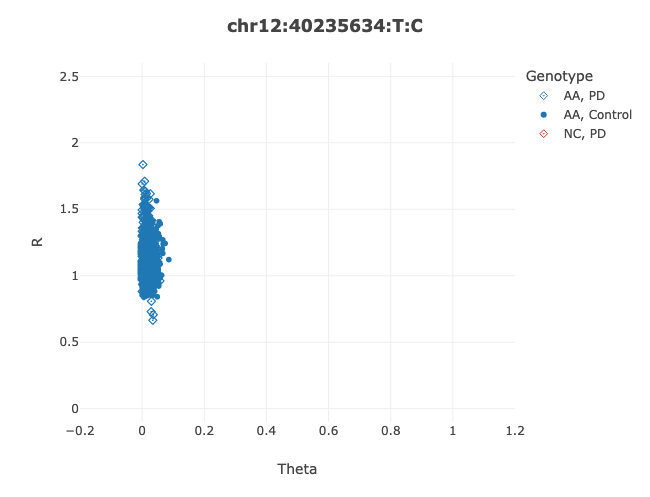 chr12:40235634:T:C
Genotype
AA, PD
AA, Control
NC, PD
2.5
2
1.5
1
0.5
0
R
−0.2 0 0.2 0.4 0.6 0.8 1 1.2
Theta